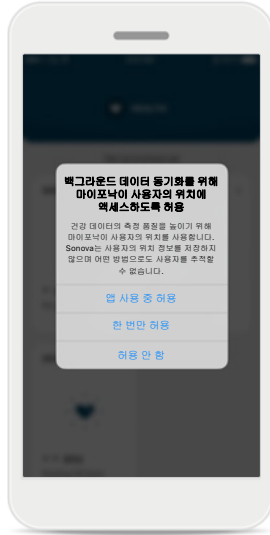 백그라운드 데이터 동기화를 위해
마이포낙이 사용자의 위치에
액세스하도록 허용
건강 데이터의 측정 품질을 높이기 위해
마이포낙이 사용자의 위치를 사용합니다.
Sonova는 사용자의 위치 정보를 저장하지
않으며 어떤 방법으로도 사용자를 추적할
수 없습니다.
앱 사용 중 허용
한 번만 허용
허용 안 함